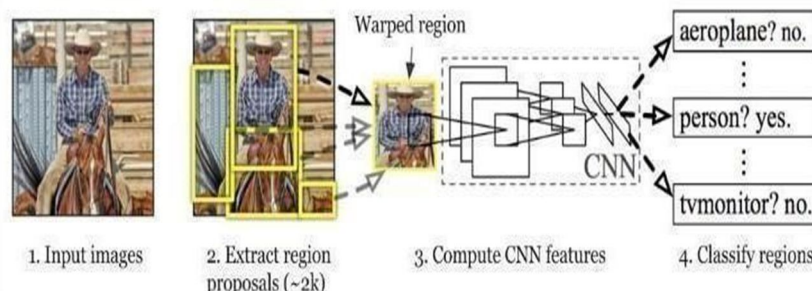 Warped region
aeroplane? no.
person? yes.
CNN
tvmonitor? no.
1. Input images
2. Extract region
proposals (~2k)
3. Compute CNN features
4. Classify regions